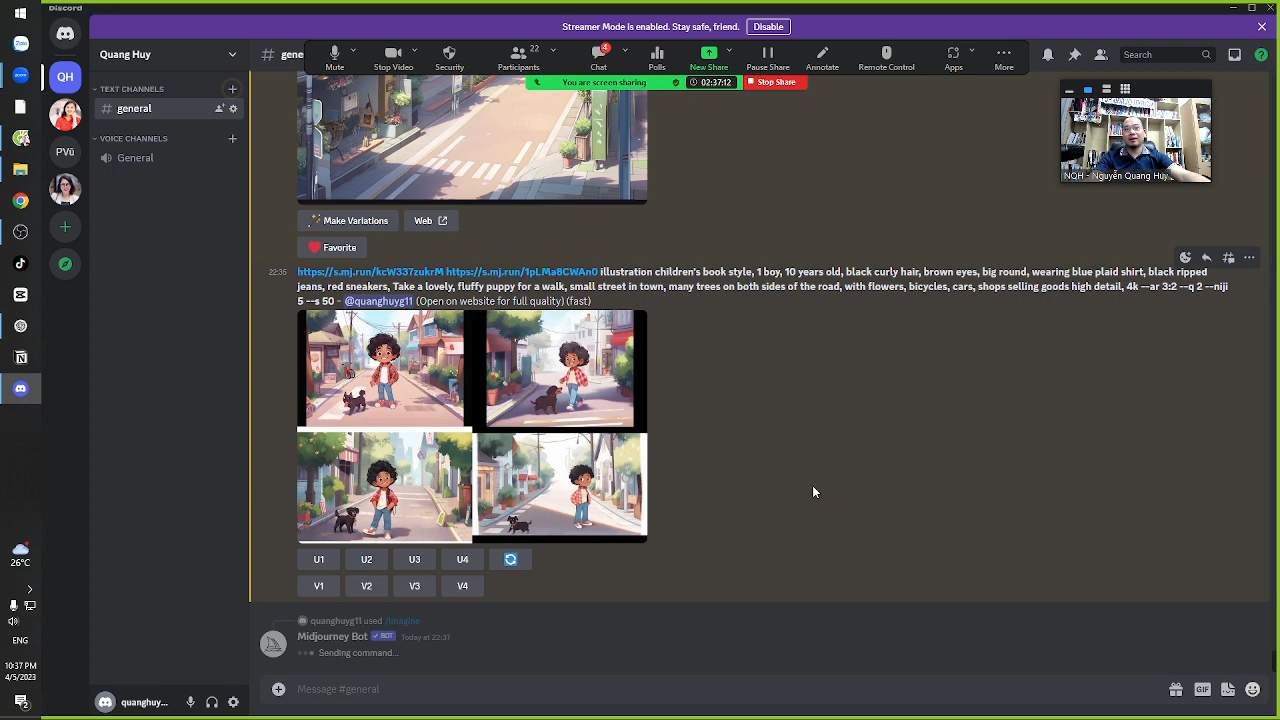 Discord
Streamer Mode is enabled. Stay safe, friend.
Disable
Quang Huy
# gene
Mute
Stop Video
Security
22
Participants
4
Chat
Polls
New Share
Pause Share
Annotate
Remote Control
Apps
More
Search
You are screen sharing
02:37:12
Stop Share
TEXT CHANNELS
# general
VOICE CHANNELS
General
QH
PVü
NQH - Nguyễn Quang Huy...
Make Variations
Web
Favorite
22:35
https://s.mj.run/kcW337zukrM https://s.mj.run/1pLMa8CWAn0 illustration children's book style, 1 boy, 10 years old, black curly hair, brown eyes, big round, wearing blue plaid shirt, black ripped
jeans, red sneakers, Take a lovely, fluffy puppy for a walk, small street in town, many trees on both sides of the road, with flowers, bicycles, cars, shops selling goods high detail, 4k --ar 3:2 --q 2 --niji
5 --s 50 - @quanghuyg11 (Open on website for full quality) (fast)
U1
U2
U3
U4
V1
V2
V3
V4
quanghuyg11 used /imagine
Midjourney Bot ✓ BOT Today at 22:37
Sending command...
Message #general
GIF
quanghuy...
Zalo
zoom
26°C
ENG
10:37 PM
4/5/2023